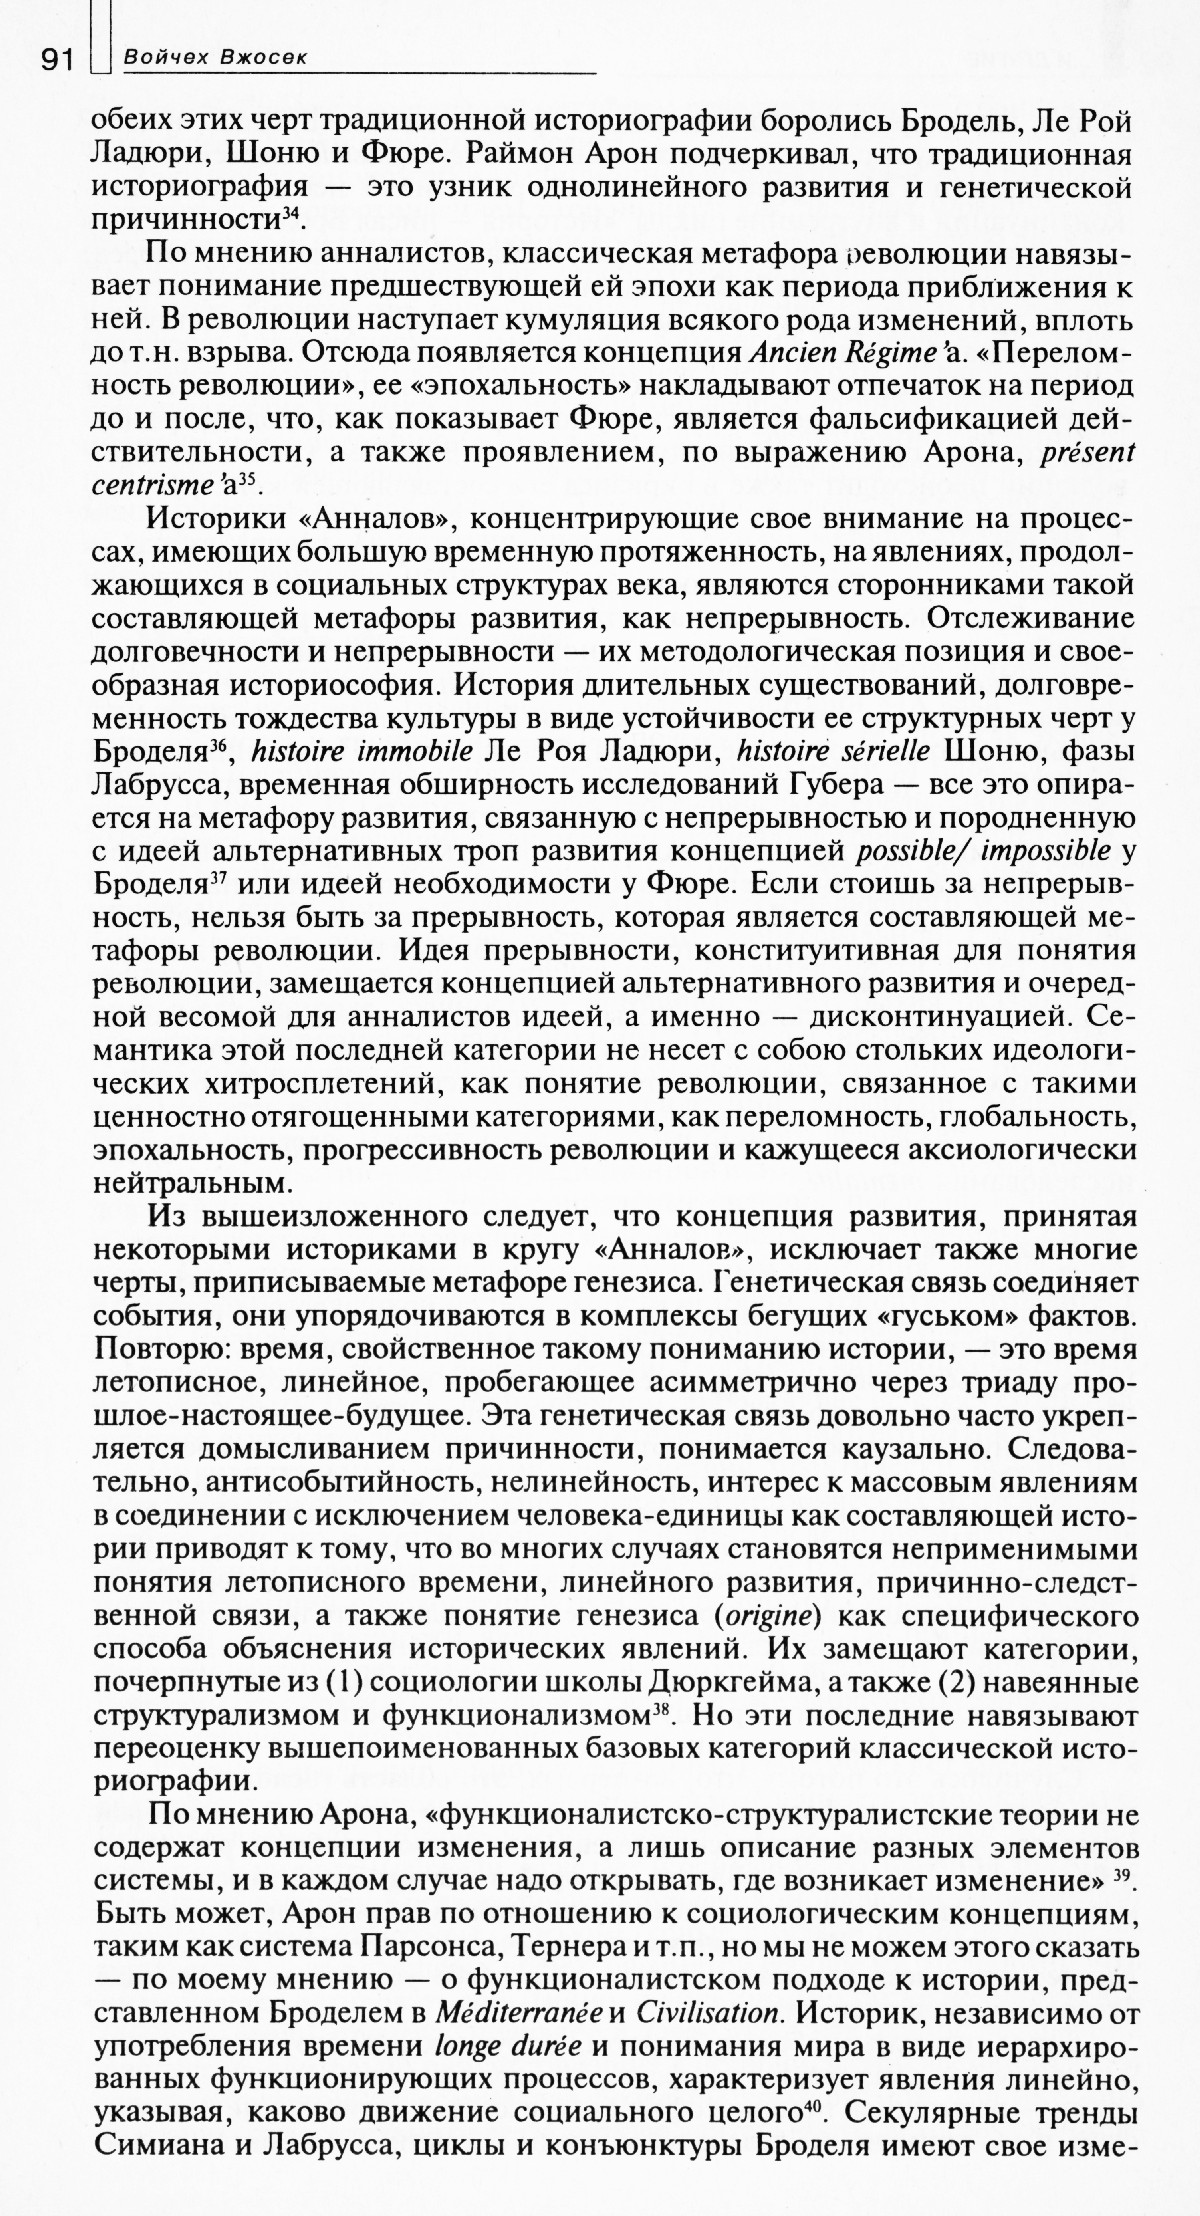 91 Войчех Вжосек
обеих этих черт традиционной историографии боролись Бродель, Ле Рой
Ладюри, Шоню и Фюре. Раймон Арон подчеркивал, что традиционная
историография — это узник однолинейного развития и генетической
причинности³⁴.
По мнению анналистов, классическая метафора революции навязы-
вает понимание предшествующей ей эпохи как периода приближения к
ней. В революции наступает кумуляция всякого рода изменений, вплоть
до т.н. взрыва. Отсюда появляется концепция Ancien Régime’а. «Перелом-
ность революции», ее «эпохальность» накладывают отпечаток на период
до и после, что, как показывает Фюре, является фальсификацией дей-
ствительности, а также проявлением, по выражению Арона, présent
centrisme’а³⁵.
Историки «Анналов», концентрирующие свое внимание на процес-
сах, имеющих большую временную протяженность, на явлениях, продол-
жающихся в социальных структурах века, являются сторонниками такой
составляющей метафоры развития, как непрерывность. Отслеживание
долговечности и непрерывности — их методологическая позиция и свое-
образная историософия. История длительных существований, долговре-
менность тождества культуры в виде устойчивости ее структурных черт у
Броделя³⁶, histoire immobile Ле Роя Ладюри, histoire sérielle Шоню, фазы
Лабрусса, временная обширность исследований Губера — все это опира-
ется на метафору развития, связанную с непрерывностью и породненную
с идеей альтернативных троп развития концепцией possible/ impossible у
Броделя³⁷ или идеей необходимости у Фюре. Если стоишь за непрерыв-
ность, нельзя быть за прерывность, которая является составляющей ме-
тафоры революции. Идея прерывности, конституитивная для понятия
революции, замещается концепцией альтернативного развития и очеред-
ной весомой для анналистов идеей, а именно — дисконтинуацией. Се-
мантика этой последней категории не несет с собою стольких идеологи-
ческих хитросплетений, как понятие революции, связанное с такими
ценностно отягощенными категориями, как переломность, глобальность,
эпохальность, прогрессивность революции и кажущееся аксиологически
нейтральным.
Из вышеизложенного следует, что концепция развития, принятая
некоторыми историками в кругу «Анналов», исключает также многие
черты, приписываемые метафоре генезиса. Генетическая связь соединяет
события, они упорядочиваются в комплексы бегущих «гуськом» фактов.
Повторю: время, свойственное такому пониманию истории, — это время
летописное, линейное, пробегающее асимметрично через триаду про-
шлое-настоящее-будущее. Эта генетическая связь довольно часто укреп-
ляется домысливанием причинности, понимается каузально. Следова-
тельно, антисобытийность, нелинейность, интерес к массовым явлениям
в соединении с исключением человека-единицы как составляющей исто-
рии приводят к тому, что во многих случаях становятся неприменимыми
понятия летописного времени, линейного развития, причинно-следст-
венной связи, а также понятие генезиса (origine) как специфического
способа объяснения исторических явлений. Их замещают категории,
почерпнутые из (1) социологии школы Дюркгейма, а также (2) навеянные
структурализмом и функционализмом³⁸. Но эти последние навязывают
переоценку вышепоименованных базовых категорий классической исто-
риографии.
По мнению Арона, «функционалистско-структуралистские теории не
содержат концепции изменения, а лишь описание разных элементов
системы, и в каждом случае надо открывать, где возникает изменение» ³⁹.
Быть может, Арон прав по отношению к социологическим концепциям,
таким как система Парсонса, Тернера и т.п., но мы не можем этого сказать
— по моему мнению — о функционалистском подходе к истории, пред-
ставленном Броделем в Méditerranée и Civilisation. Историк, независимо от
употребления времени longe durée и понимания мира в виде иерархиро-
ванных функционирующих процессов, характеризует явления линейно,
указывая, каково движение социального целого⁴⁰. Секулярные тренды
Симиана и Лабрусса, циклы и конъюнктуры Броделя имеют свое изме-